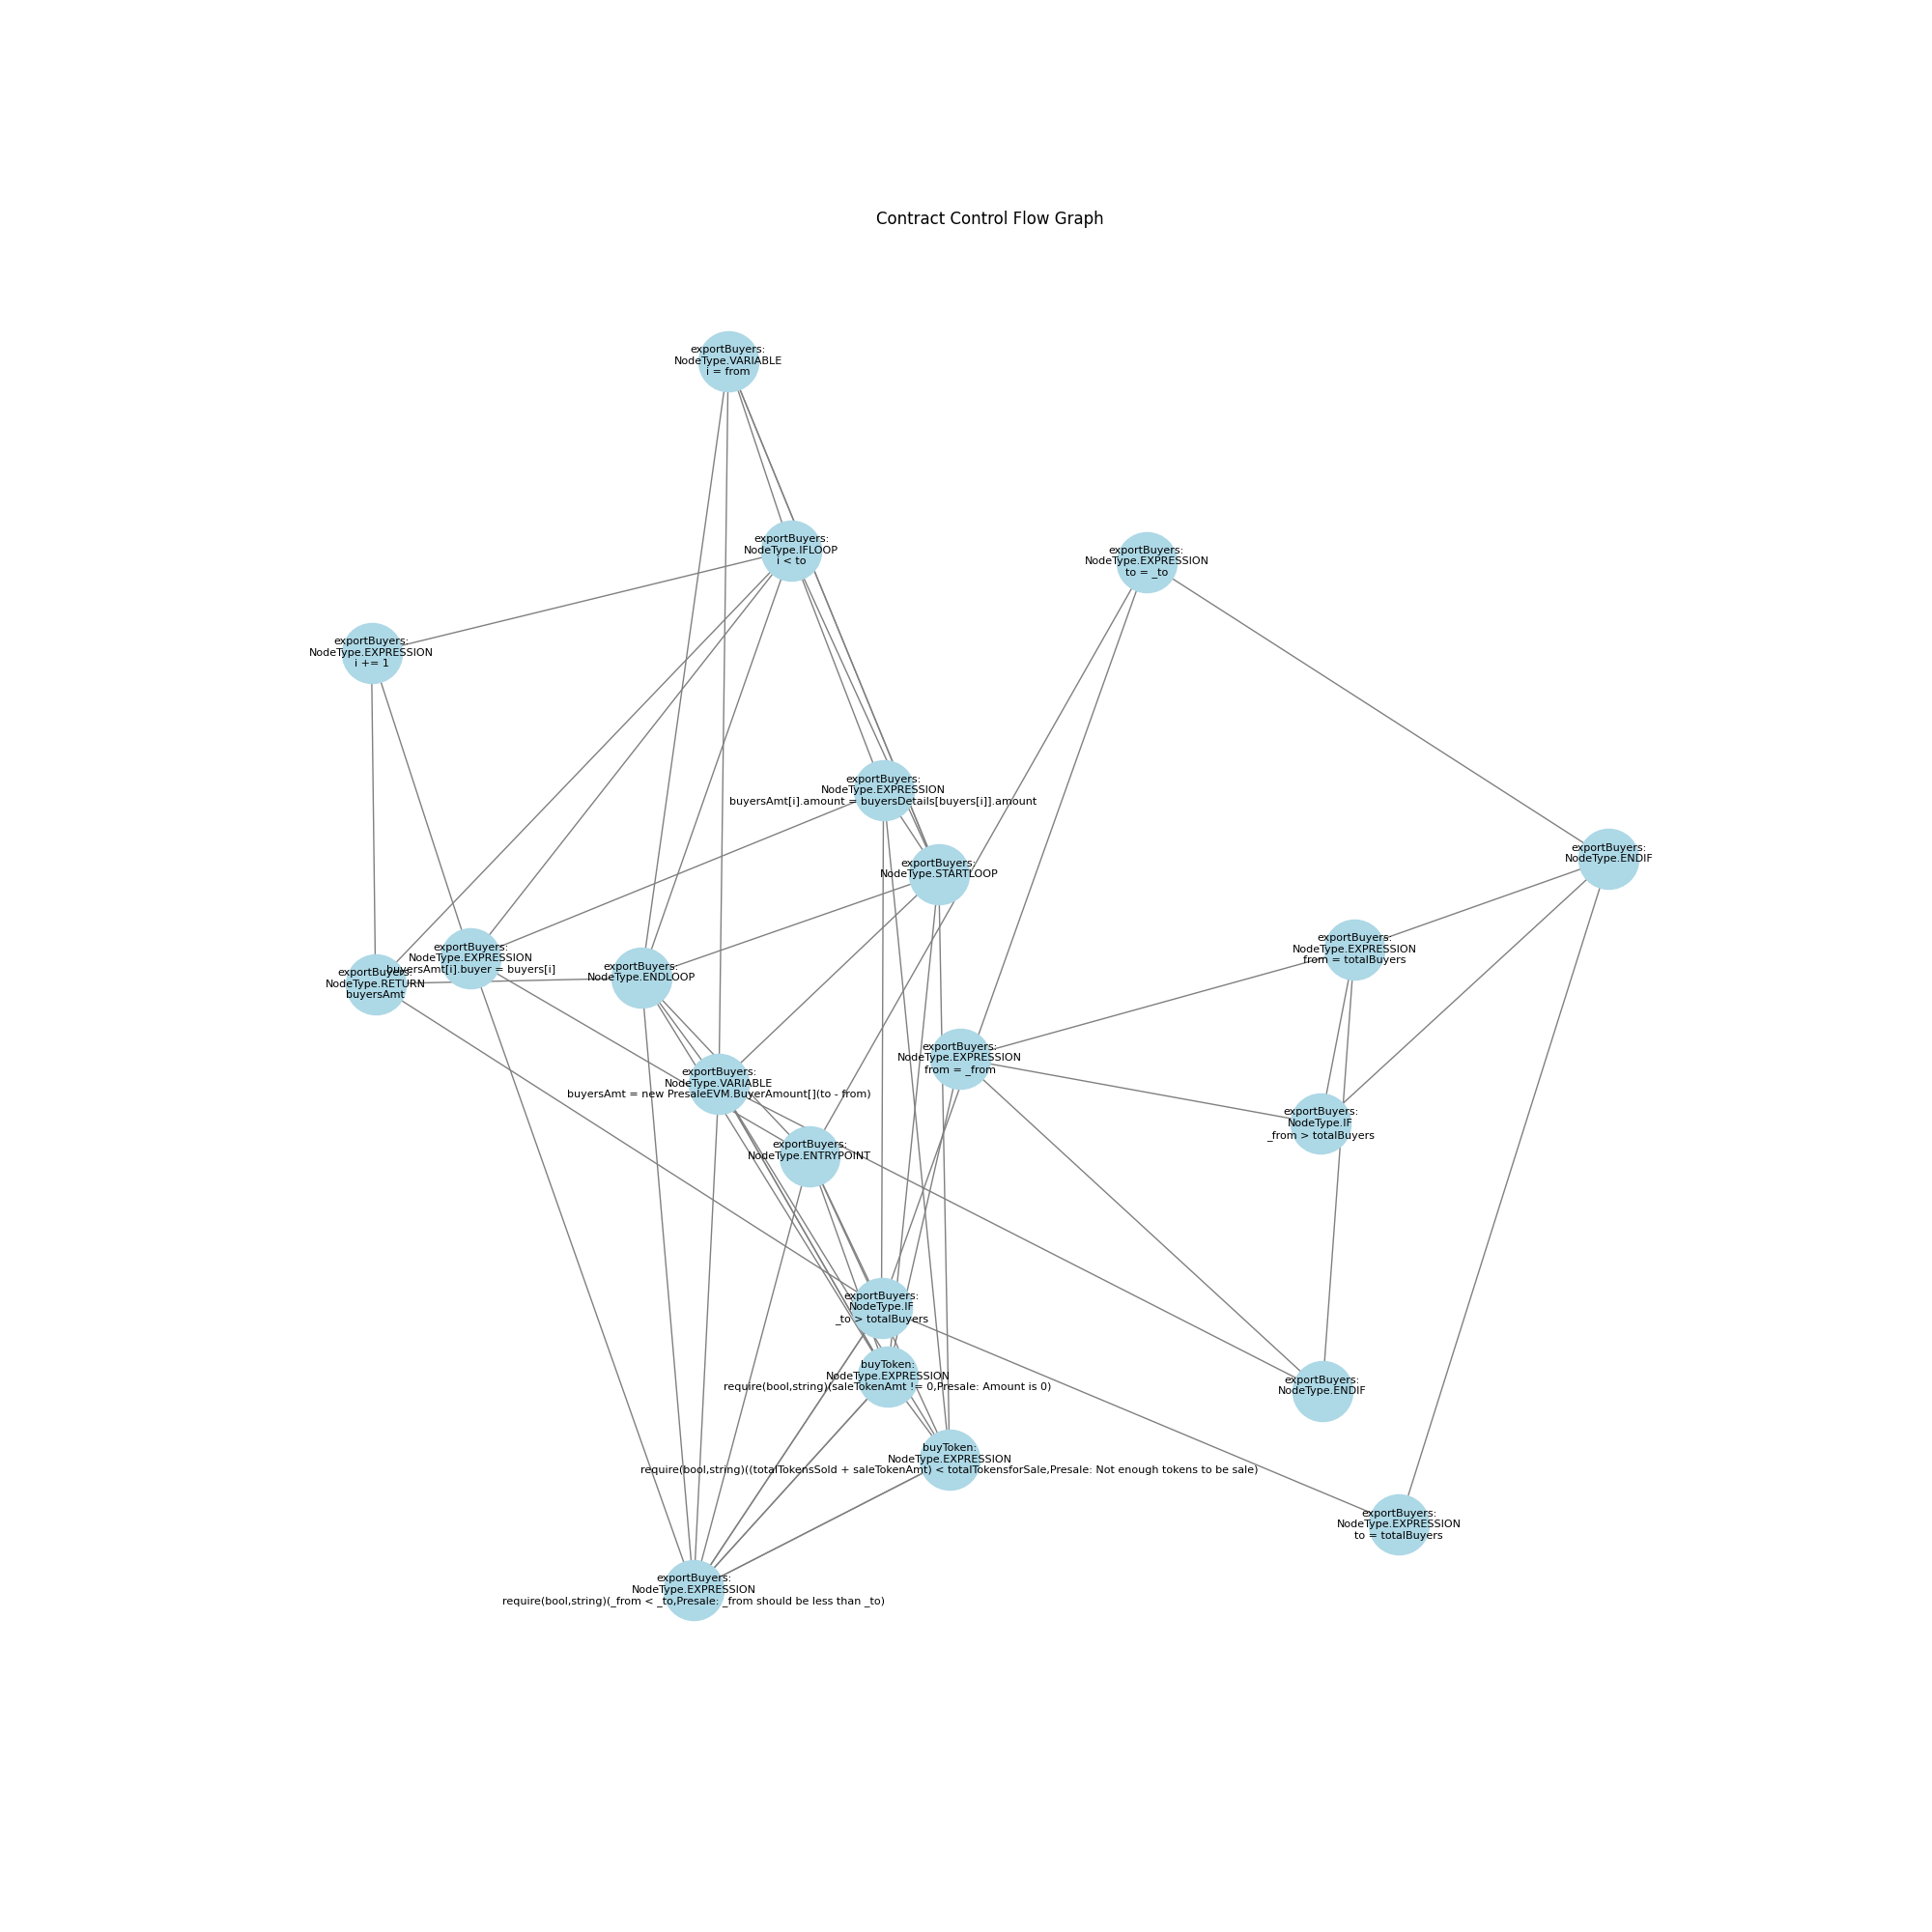 Contract Control Flow Graph
exportBuyers:
NodeType.VARIABLE
i = from
exportBuyers:
NodeType.IFLOOP
i < to
exportBuyers:
NodeType.EXPRESSION
to = _to
exportBuyers:
NodeType.EXPRESSION
i += 1
exportBuyers:
NodeType.EXPRESSION
buyersAmt[i].amount = buyersDetails[buyers[i]].amount
exportBuyers:
NodeType.ENDIF
exportBuyers:
NodeType.STARTLOOP
exportBuyers:
NodeType.EXPRESSION
from = totalBuyers
exportBuyers:
NodeType.EXPRESSION
buyersAmt[i].buyer = buyers[i]
exportBuyers:
NodeType.RETURN
buyersAmt
exportBuyers:
NodeType.ENDLOOP
exportBuyers:
NodeType.EXPRESSION
from = _from
exportBuyers:
NodeType.VARIABLE
buyersAmt = new PresaleEVM.BuyerAmount[](to - from)
exportBuyers:
NodeType.IF
_from > totalBuyers
exportBuyers:
NodeType.ENTRYPOINT
exportBuyers:
NodeType.IF
_to > totalBuyers
buyToken:
NodeType.EXPRESSION
require(bool,string)(saleTokenAmt != 0,Presale: Amount is 0)
exportBuyers:
NodeType.ENDIF
buyToken:
NodeType.EXPRESSION
require(bool,string)((totalTokensSold + saleTokenAmt) < totalTokensforSale,Presale: Not enough tokens to be sale)
exportBuyers:
NodeType.EXPRESSION
to = totalBuyers
exportBuyers:
NodeType.EXPRESSION
require(bool,string)(_from < _to,Presale: _from should be less than _to)